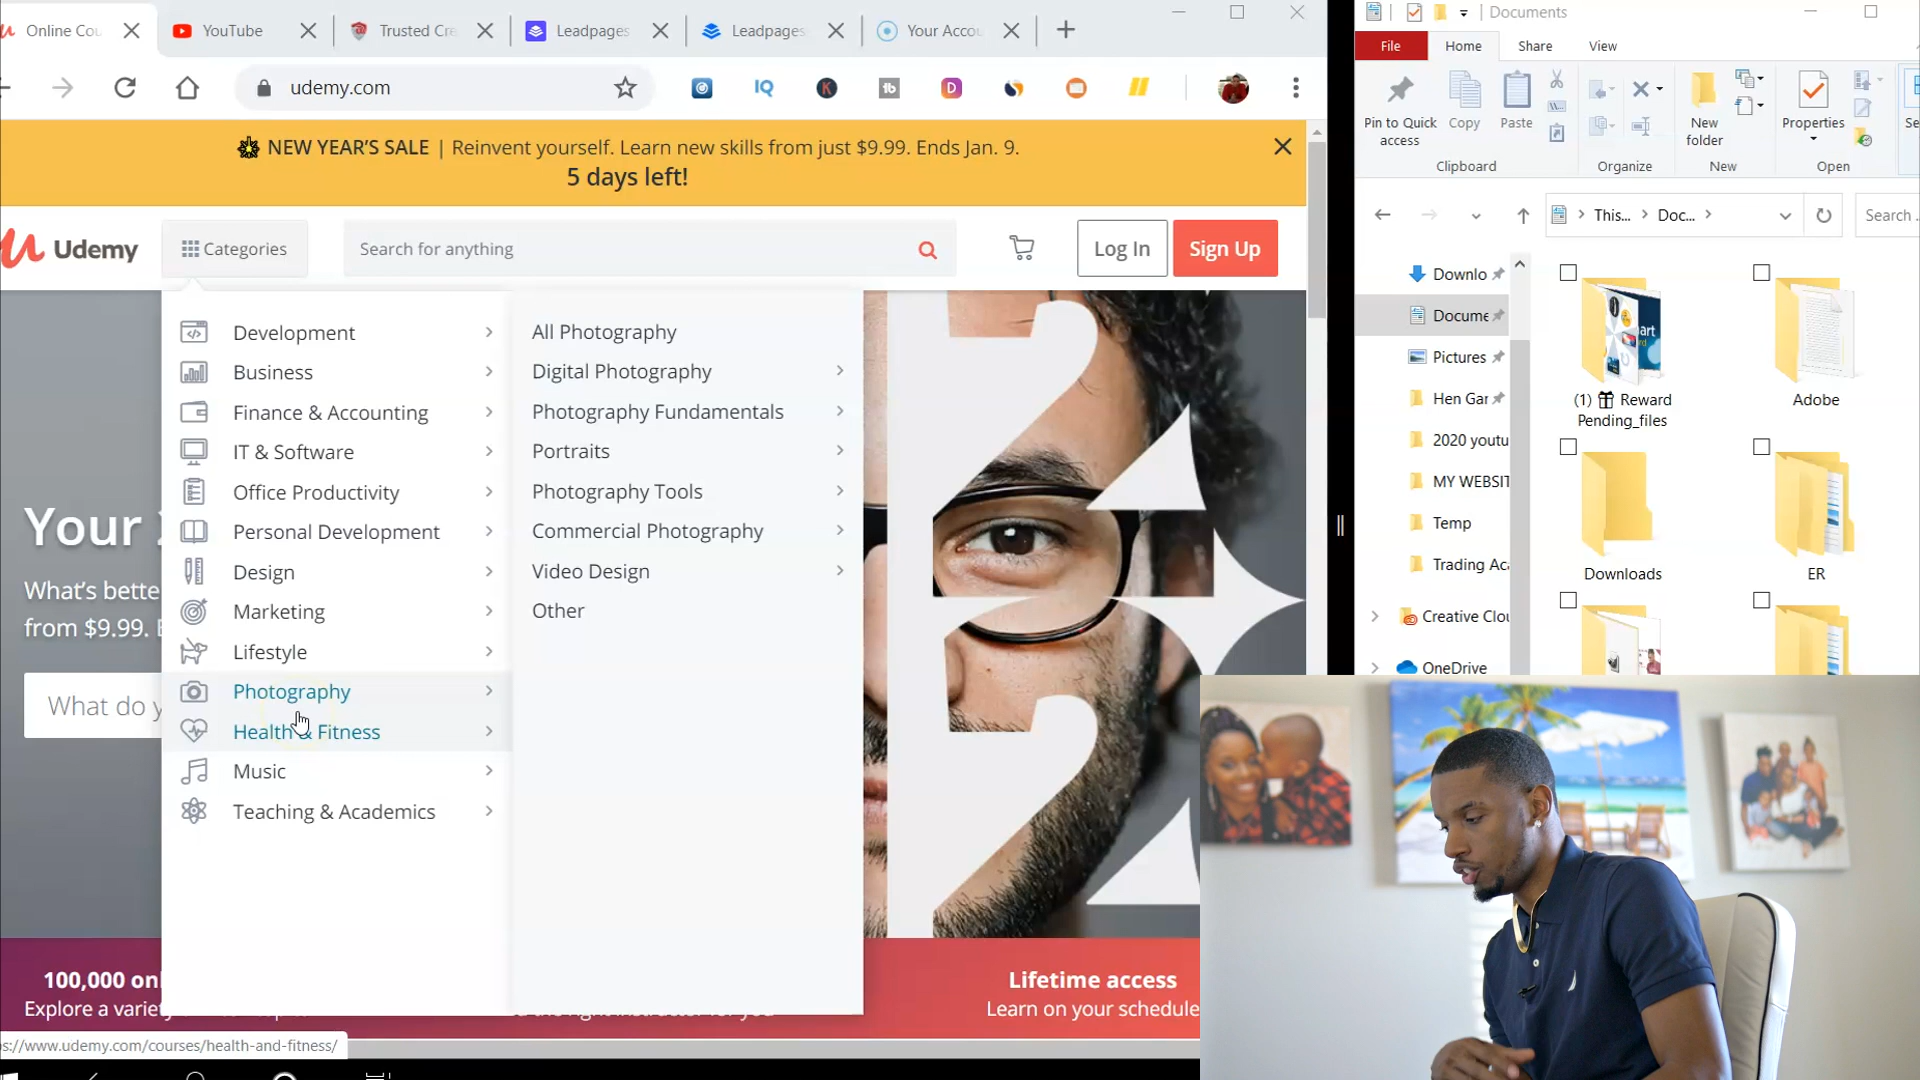 Online Cou
YouTube
Trusted Cre
Leadpages
Leadpages
Your Accou
udemy.com
NEW YEAR'S SALE | Reinvent yourself. Learn new skills from just $9.99. Ends Jan. 9.
5 days left!
Udemy
Categories
Search for anything
Log In
Sign Up
Development
Business
Finance & Accounting
IT & Software
Office Productivity
Personal Development
Design
Marketing
Lifestyle
Photography
Health & Fitness
Music
Teaching & Academics
All Photography
Digital Photography
Photography Fundamentals
Portraits
Photography Tools
Commercial Photography
Video Design
Other
Your
What's bette
from $9.99.
What do y
100,000 onl
Explore a variety
Lifetime access
Learn on your schedule
s://www.udemy.com/courses/health-and-fitness/
Documents
File
Home
Share
View
Pin to Quick
access
Copy
Paste
Clipboard
Organize
New
folder
New
Properties
Open
Se
This...
Doc...
Search
Downlo
Docume
Pictures
Hen Gar
2020 youtu
MY WEBSIT
Temp
Trading Aca
Creative Clou
OneDrive
(1) 🎁 Reward
Pending_files
Adobe
Downloads
ER